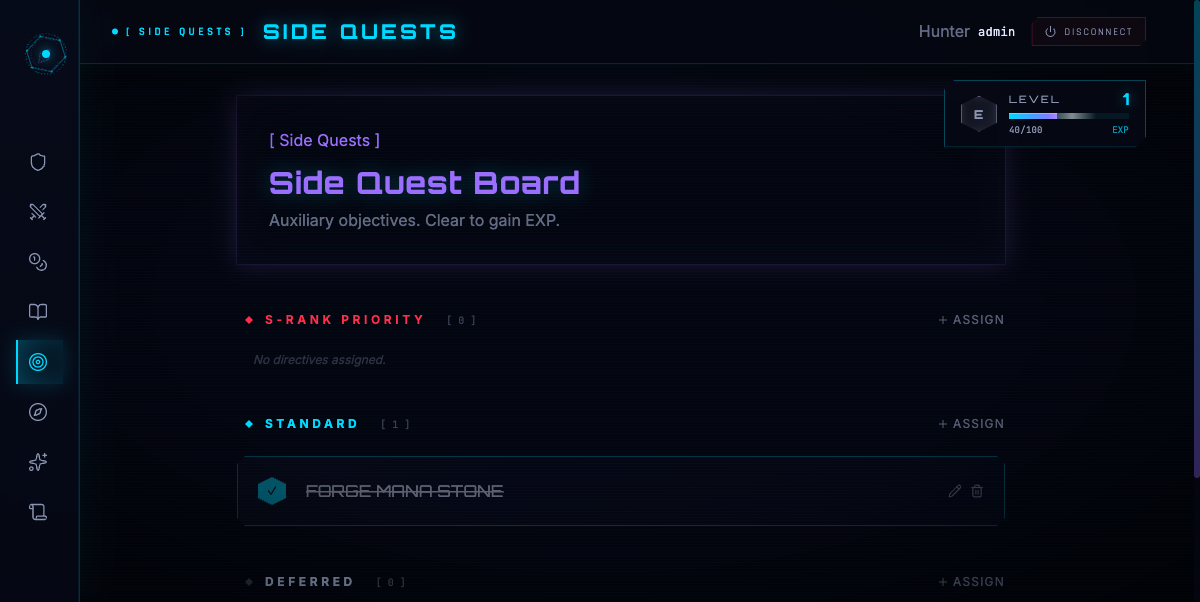 [ SIDE QUESTS ] SIDE QUESTS
Hunter admin
DISCONNECT
LEVEL 1
E
40/100 EXP
[ Side Quests ]
Side Quest Board
Auxiliary objectives. Clear to gain EXP.
S-RANK PRIORITY [ 0 ] + ASSIGN
No directives assigned.
STANDARD [ 1 ] + ASSIGN
FORGE MANA STONE
DEFERRED [ 0 ] + ASSIGN